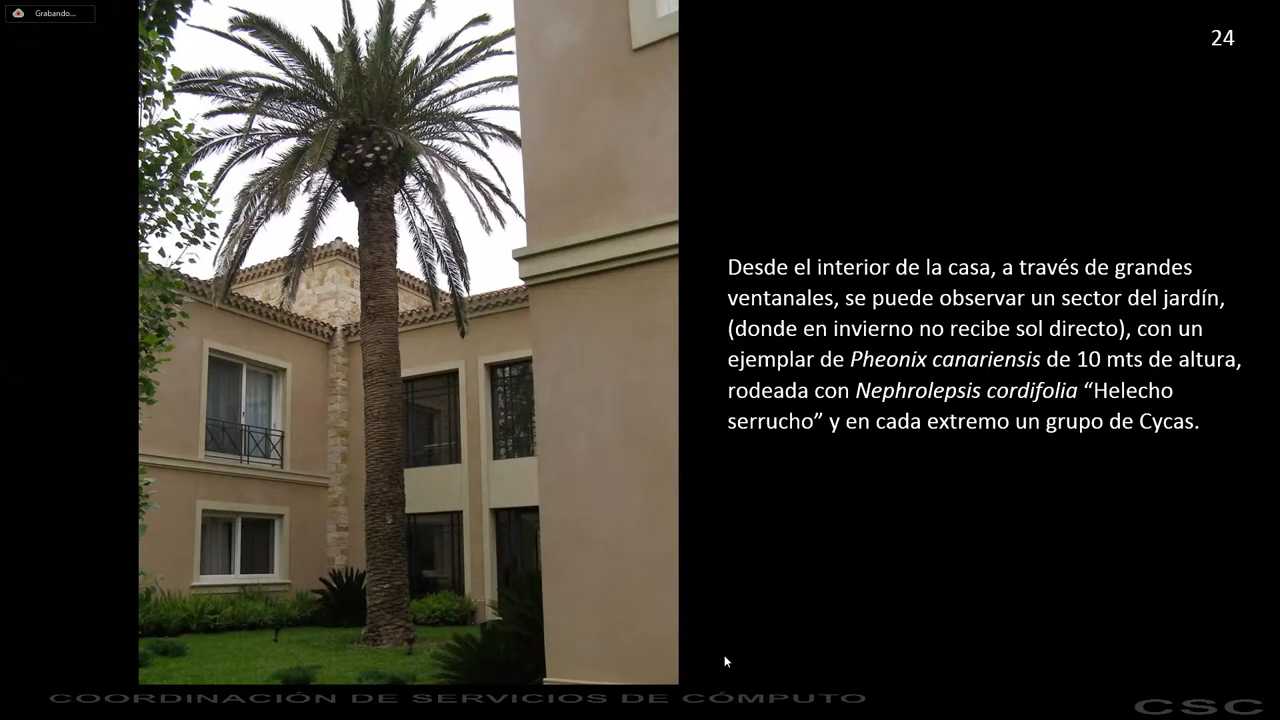 Grabando...
24
Desde el interior de la casa, a través de grandes
ventanales, se puede observar un sector del jardín,
(donde en invierno no recibe sol directo), con un
ejemplar de Pheonix canariensis de 10 mts de altura,
rodeada con Nephrolepsis cordifolia “Helecho
serrucho” y en cada extremo un grupo de Cycas.
COORDINACIÓN DE SERVICIOS DE CÓMPUTO
CSC